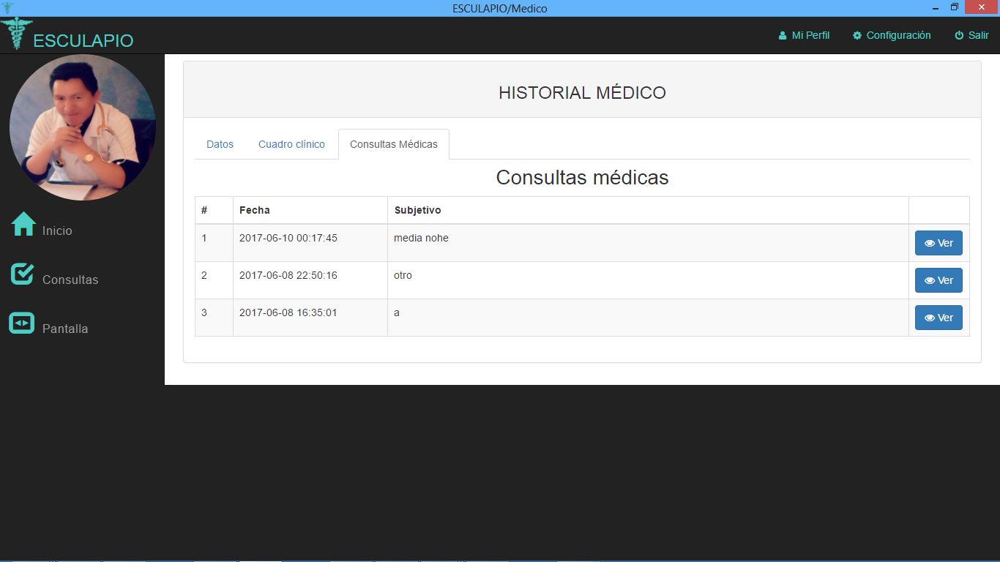 ESCULAPIO/Medico
ESCULAPIO
Mi Perfil Configuración Salir
HISTORIAL MÉDICO
Datos Cuadro clínico Consultas Médicas
Consultas médicas
# Fecha Subjetivo
1 2017-06-10 00:17:45 media nohe Ver
2 2017-06-08 22:50:16 otro Ver
3 2017-06-08 16:35:01 a Ver
Inicio
Consultas
Pantalla